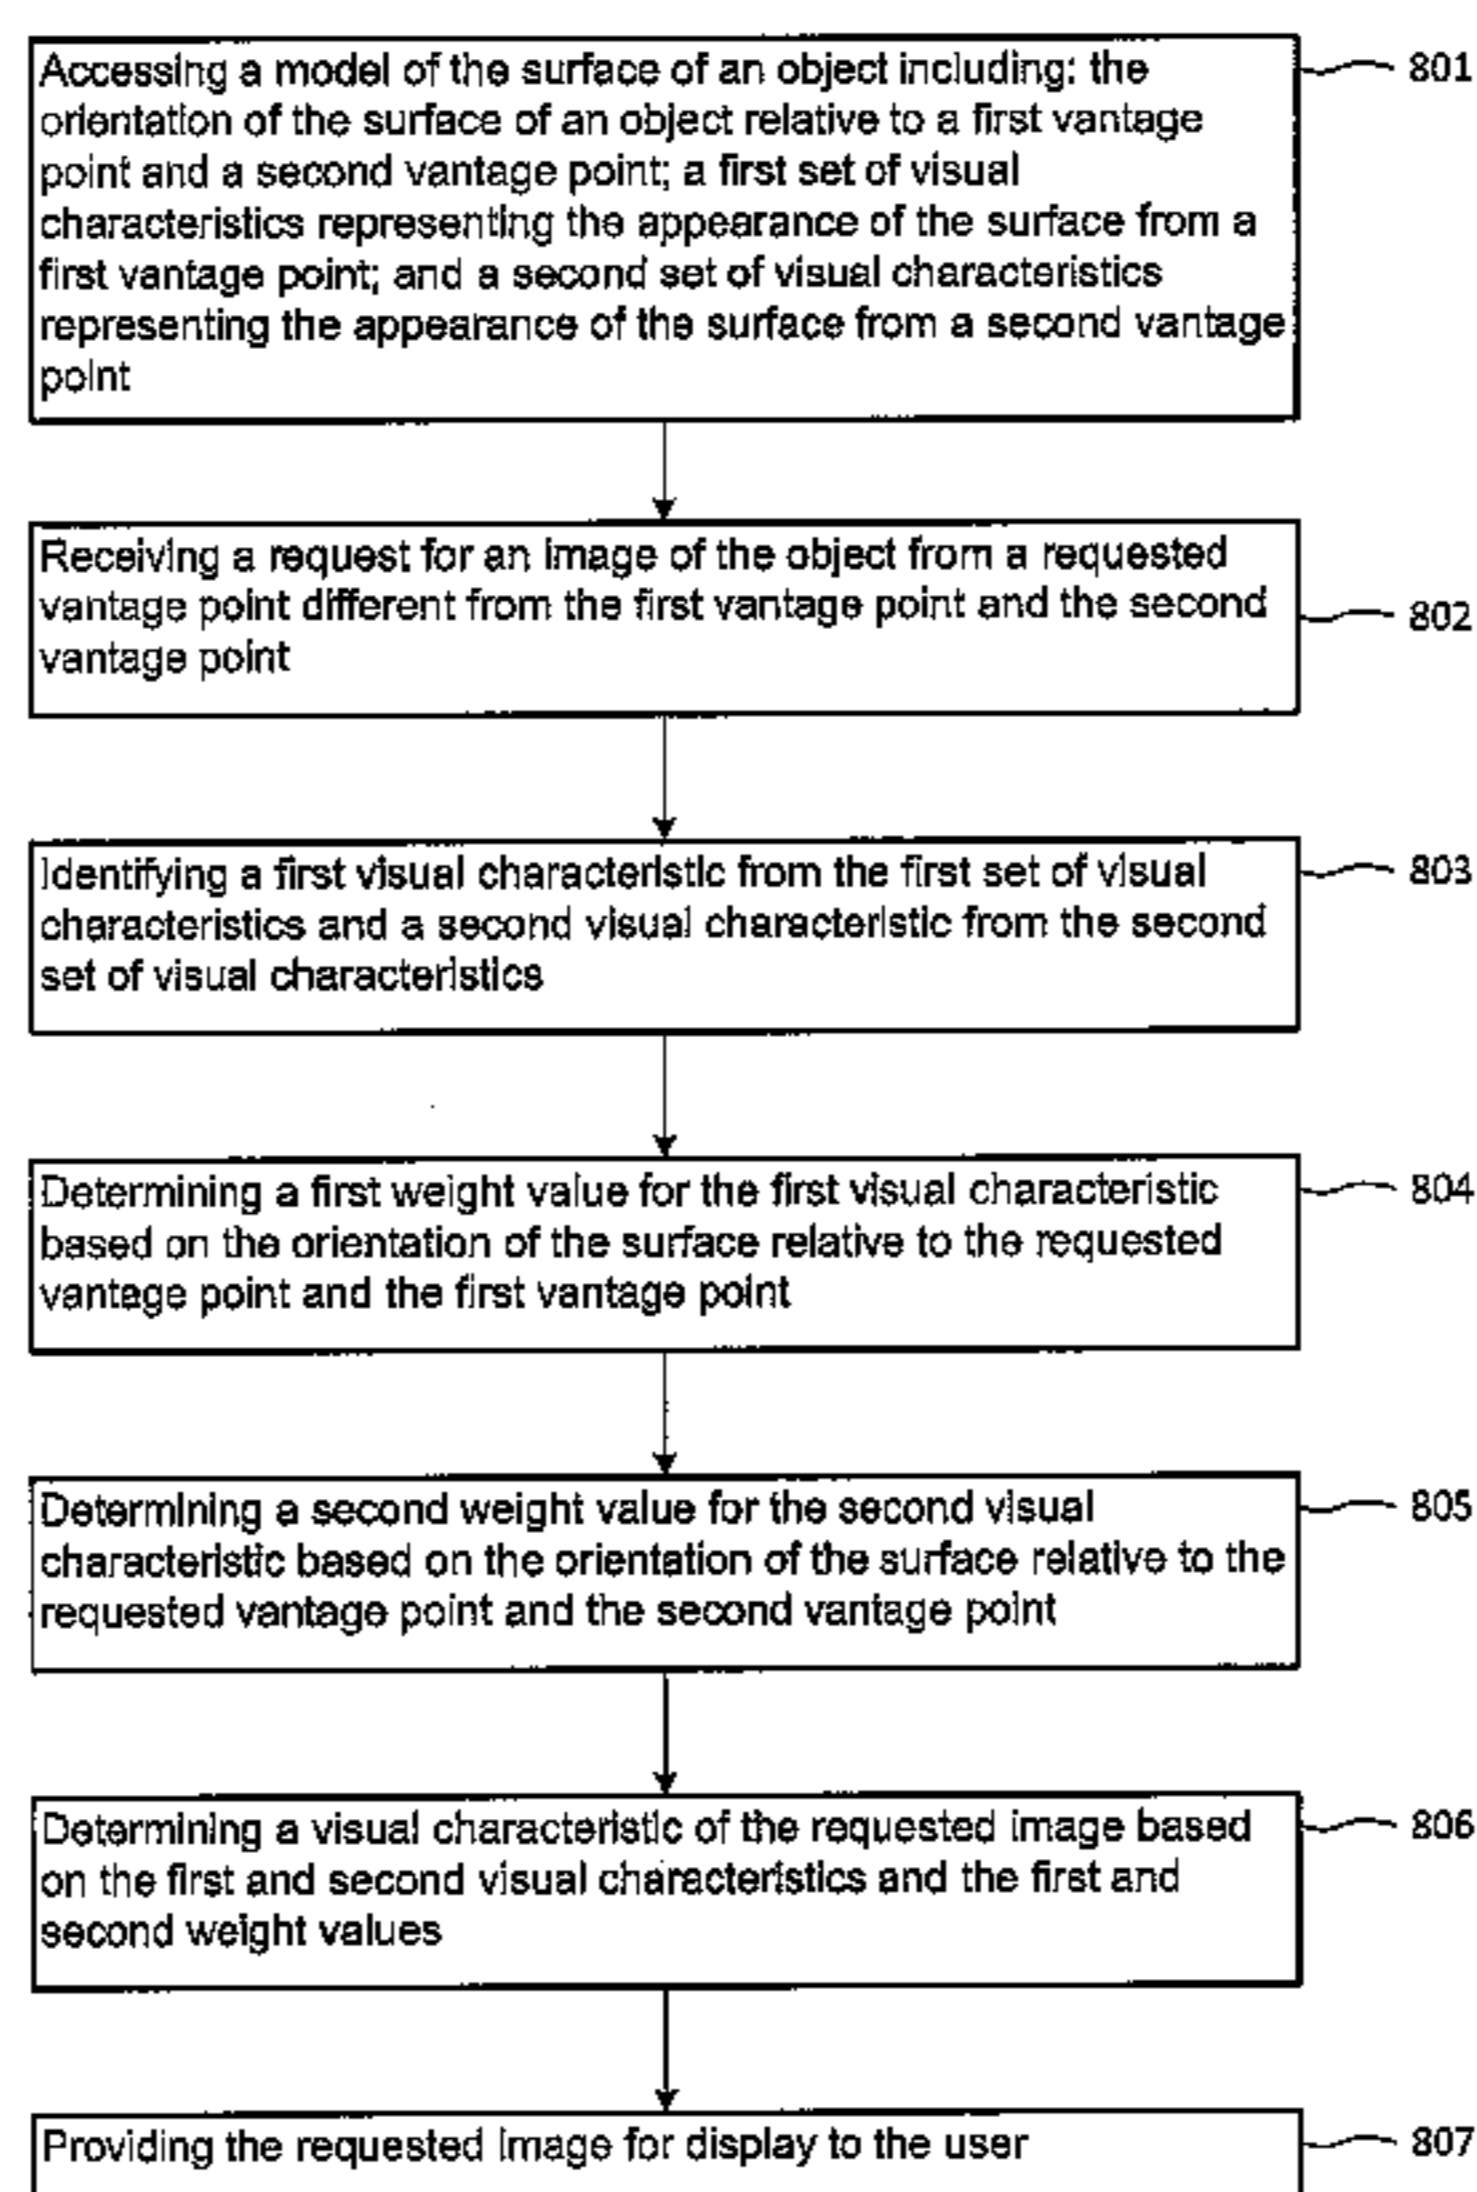 Accessing a model of the surface of an object including: the 801
orientation of the surface of an object relative to a first vantage
point and a second vantage point; a first set of visual
characteristics representing the appearance of the surface from a
first vantage point; and a second set of visual characteristics
representing the appearance of the surface from a second vantage
point
Receiving a request for an image of the object from a requested
vantage point different from the first vantage point and the second 802
vantage point
Identifying a first visual characteristic from the first set of visual 803
characteristics and a second visual characteristic from the second
set of visual characteristics
Determining a first weight value for the first visual characteristic 804
based on the orientation of the surface relative to the requested
vantage point and the first vantage point
Determining a second weight value for the second visual 805
characteristic based on the orientation of the surface relative to the
requested vantage point and the second vantage point
Determining a visual characteristic of the requested image based 806
on the first and second visual characteristics and the first and
second weight values
Providing the requested image for display to the user 807